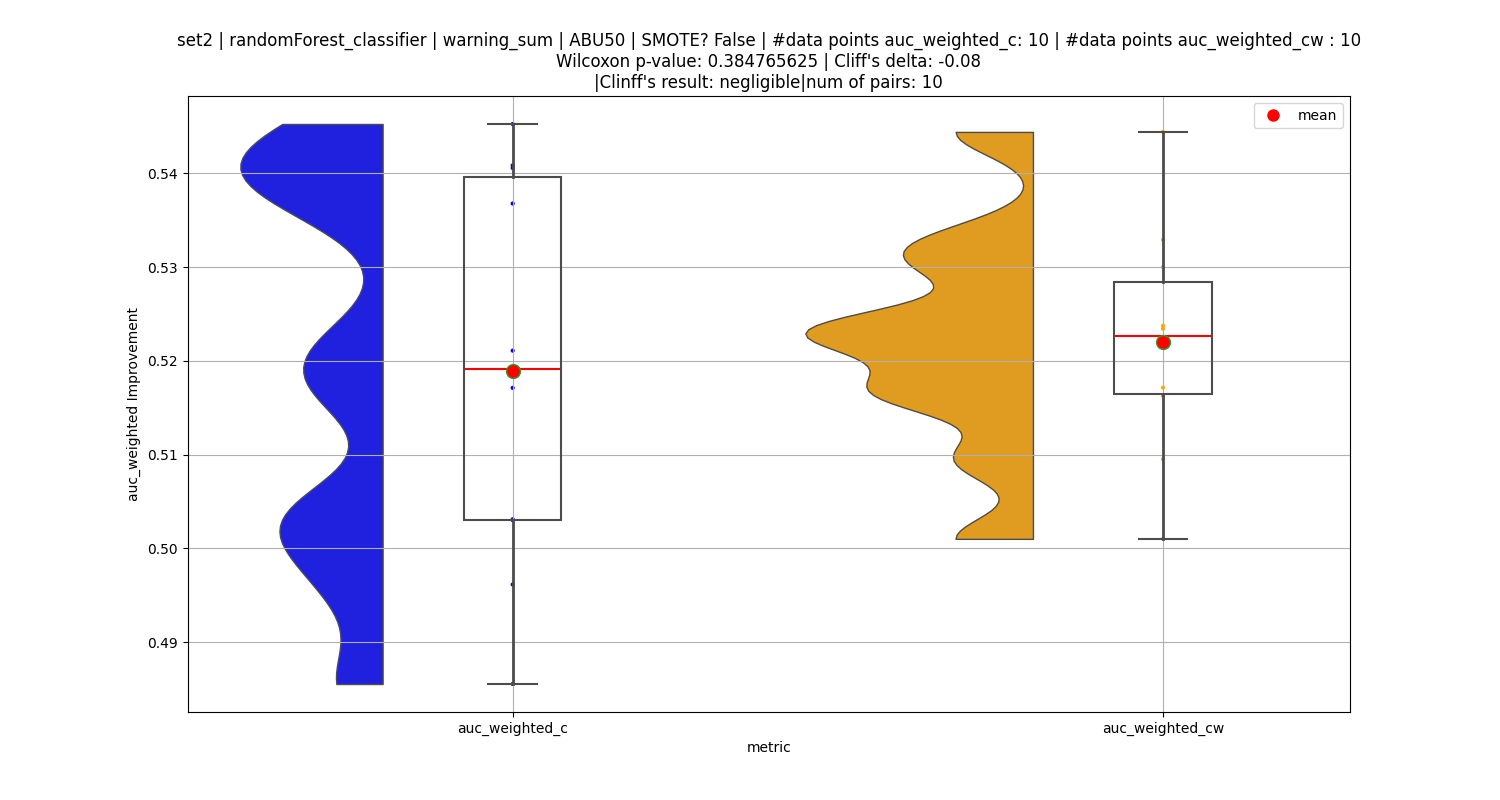 set2 | randomForest_classifier | warning_sum | ABU50 | SMOTE? False | #data points auc_weighted_c: 10 | #data points auc_weighted_cw : 10
Wilcoxon p-value: 0.384765625 | Cliff's delta: -0.08
|Clinff's result: negligible|num of pairs: 10
mean
0.54
0.53
0.52
0.51
0.50
0.49
auc_weighted Improvement
auc_weighted_c
auc_weighted_cw
metric